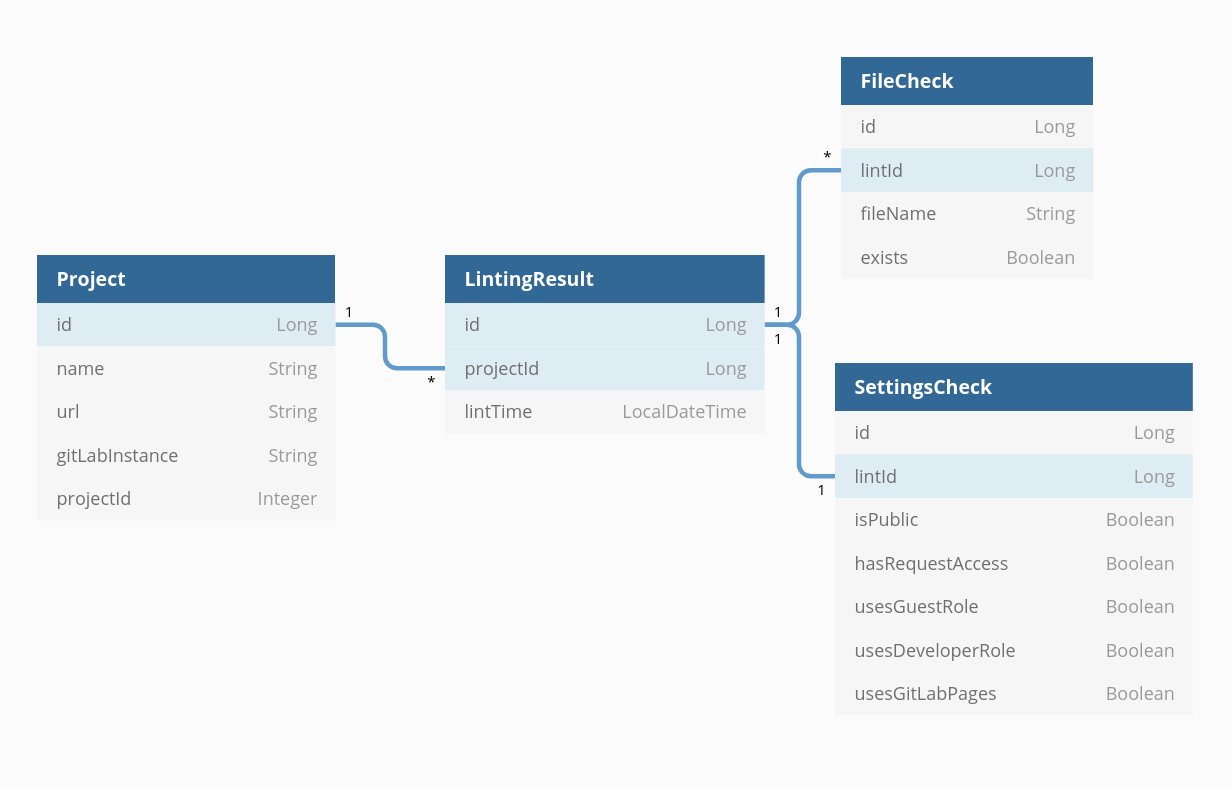 Project
id Long
name String
url String
gitLabInstance String
projectId Integer
1
*
LintingResult
id Long
projectId Long
lintTime LocalDateTime
1
1
*
1
FileCheck
id Long
lintId Long
fileName String
exists Boolean
SettingsCheck
id Long
lintId Long
isPublic Boolean
hasRequestAccess Boolean
usesGuestRole Boolean
usesDeveloperRole Boolean
usesGitLabPages Boolean